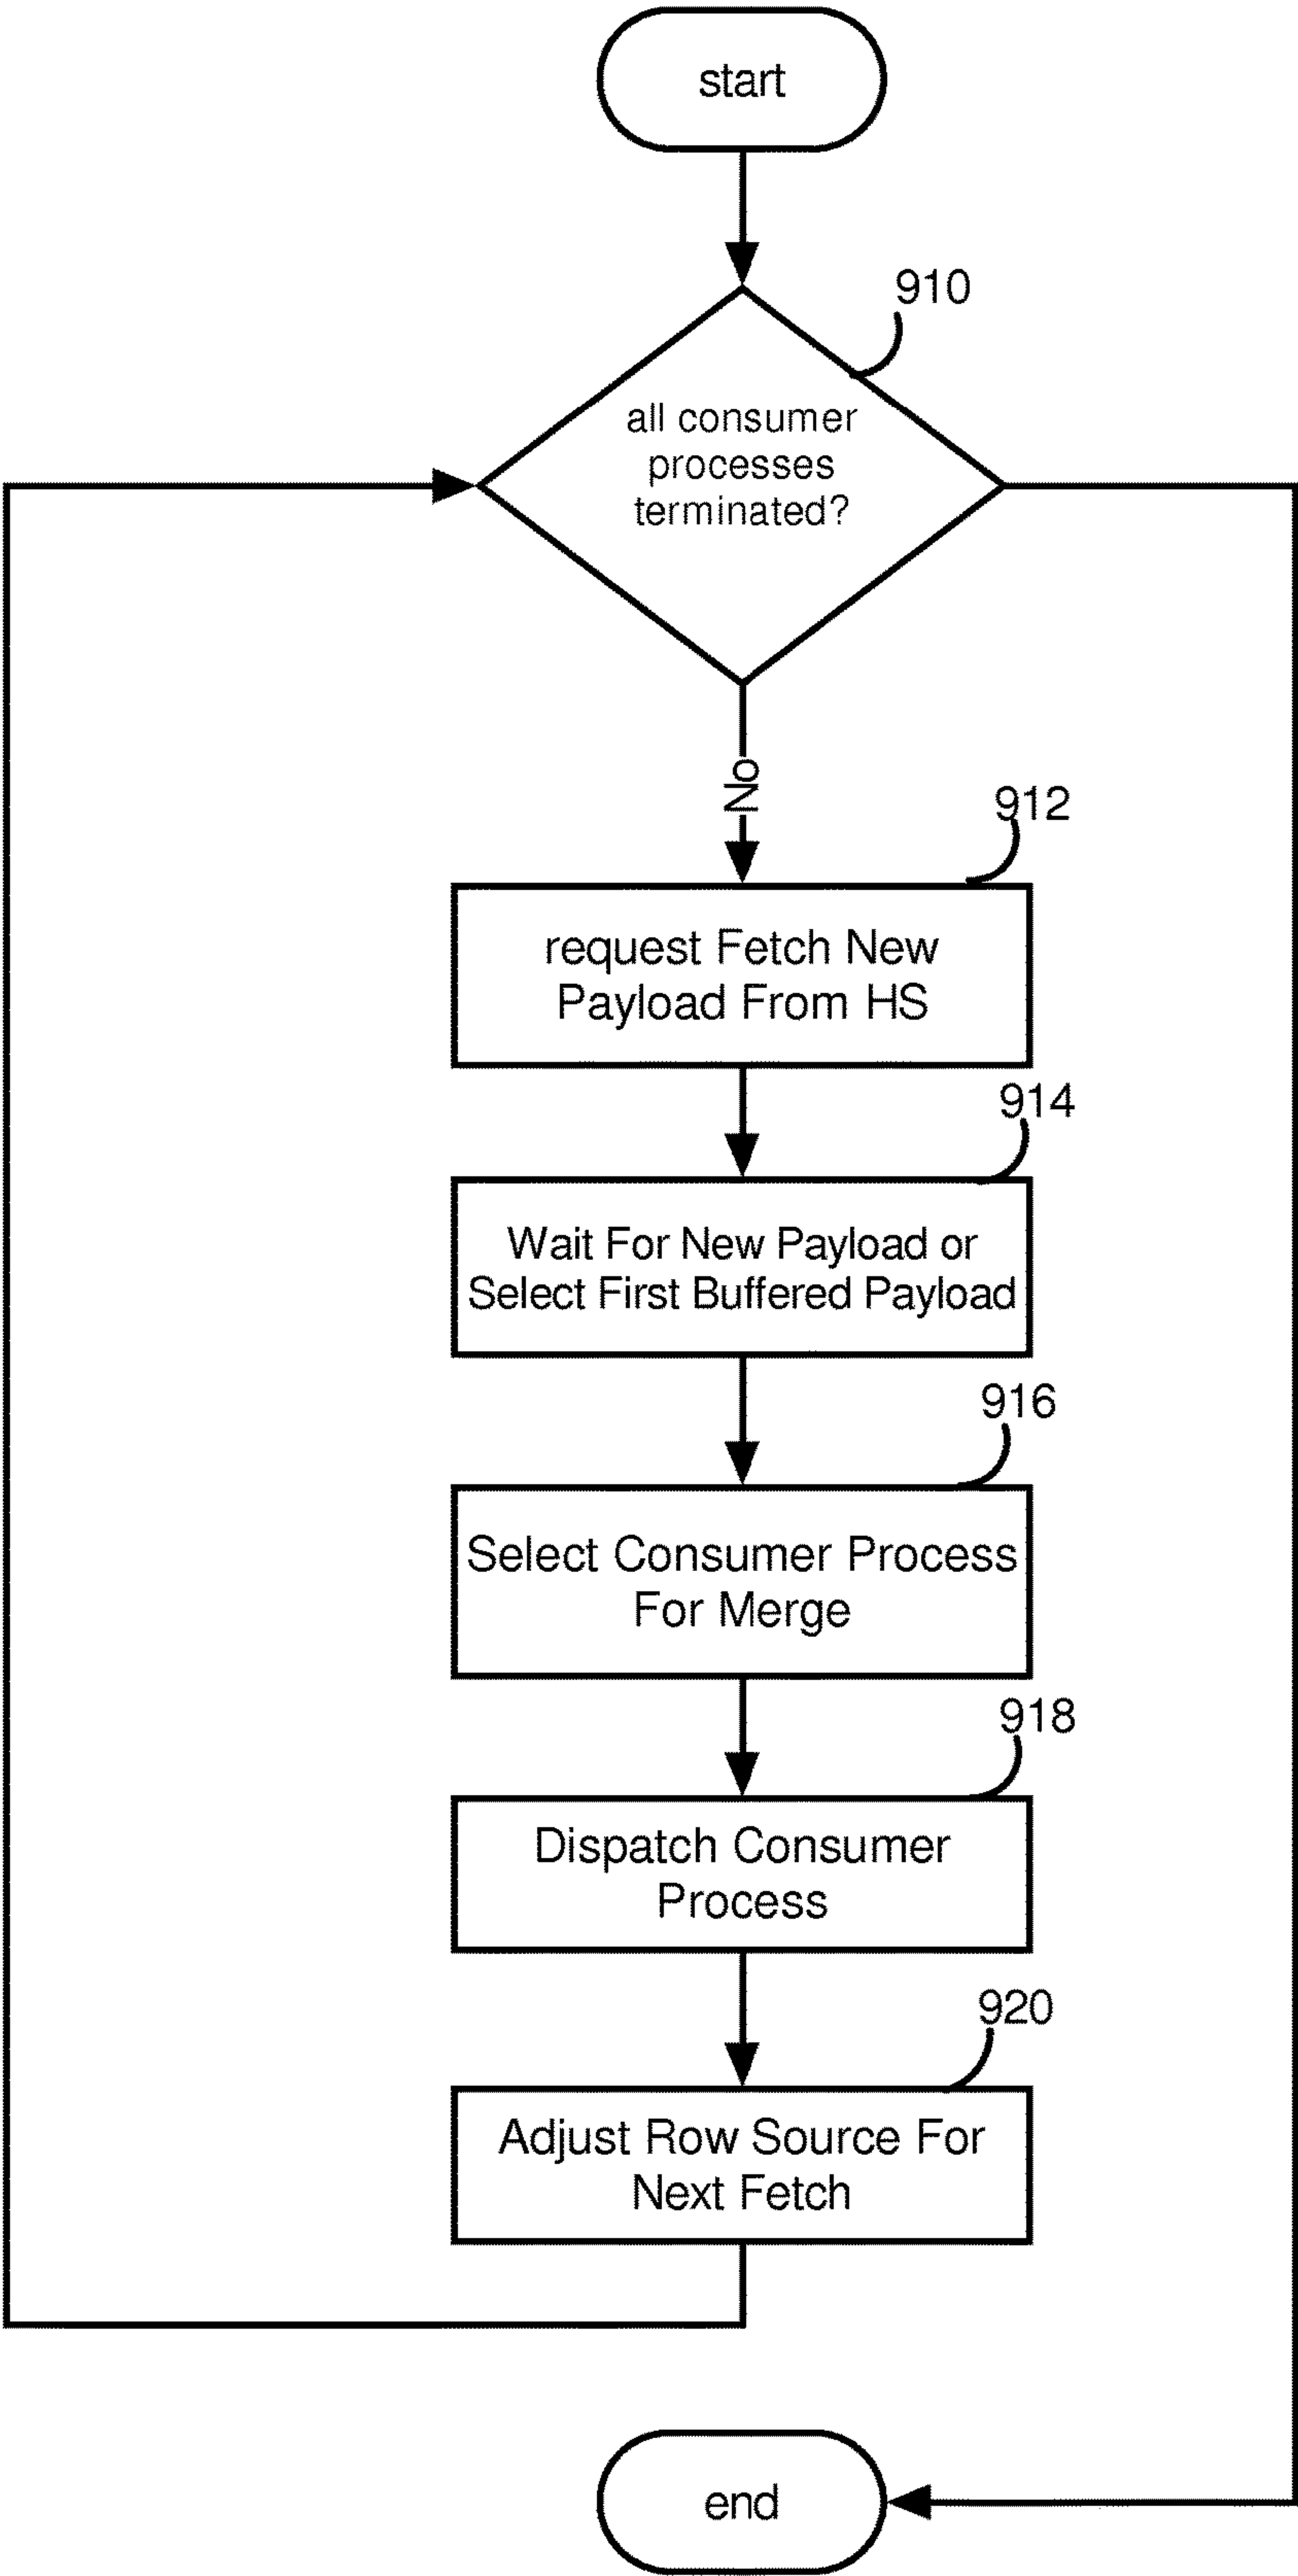 start
910
all consumer
processes
terminated?
No
912
request Fetch New
Payload From HS
914
Wait For New Payload or
Select First Buffered Payload
916
Select Consumer Process
For Merge
918
Dispatch Consumer
Process
920
Adjust Row Source For
Next Fetch
end